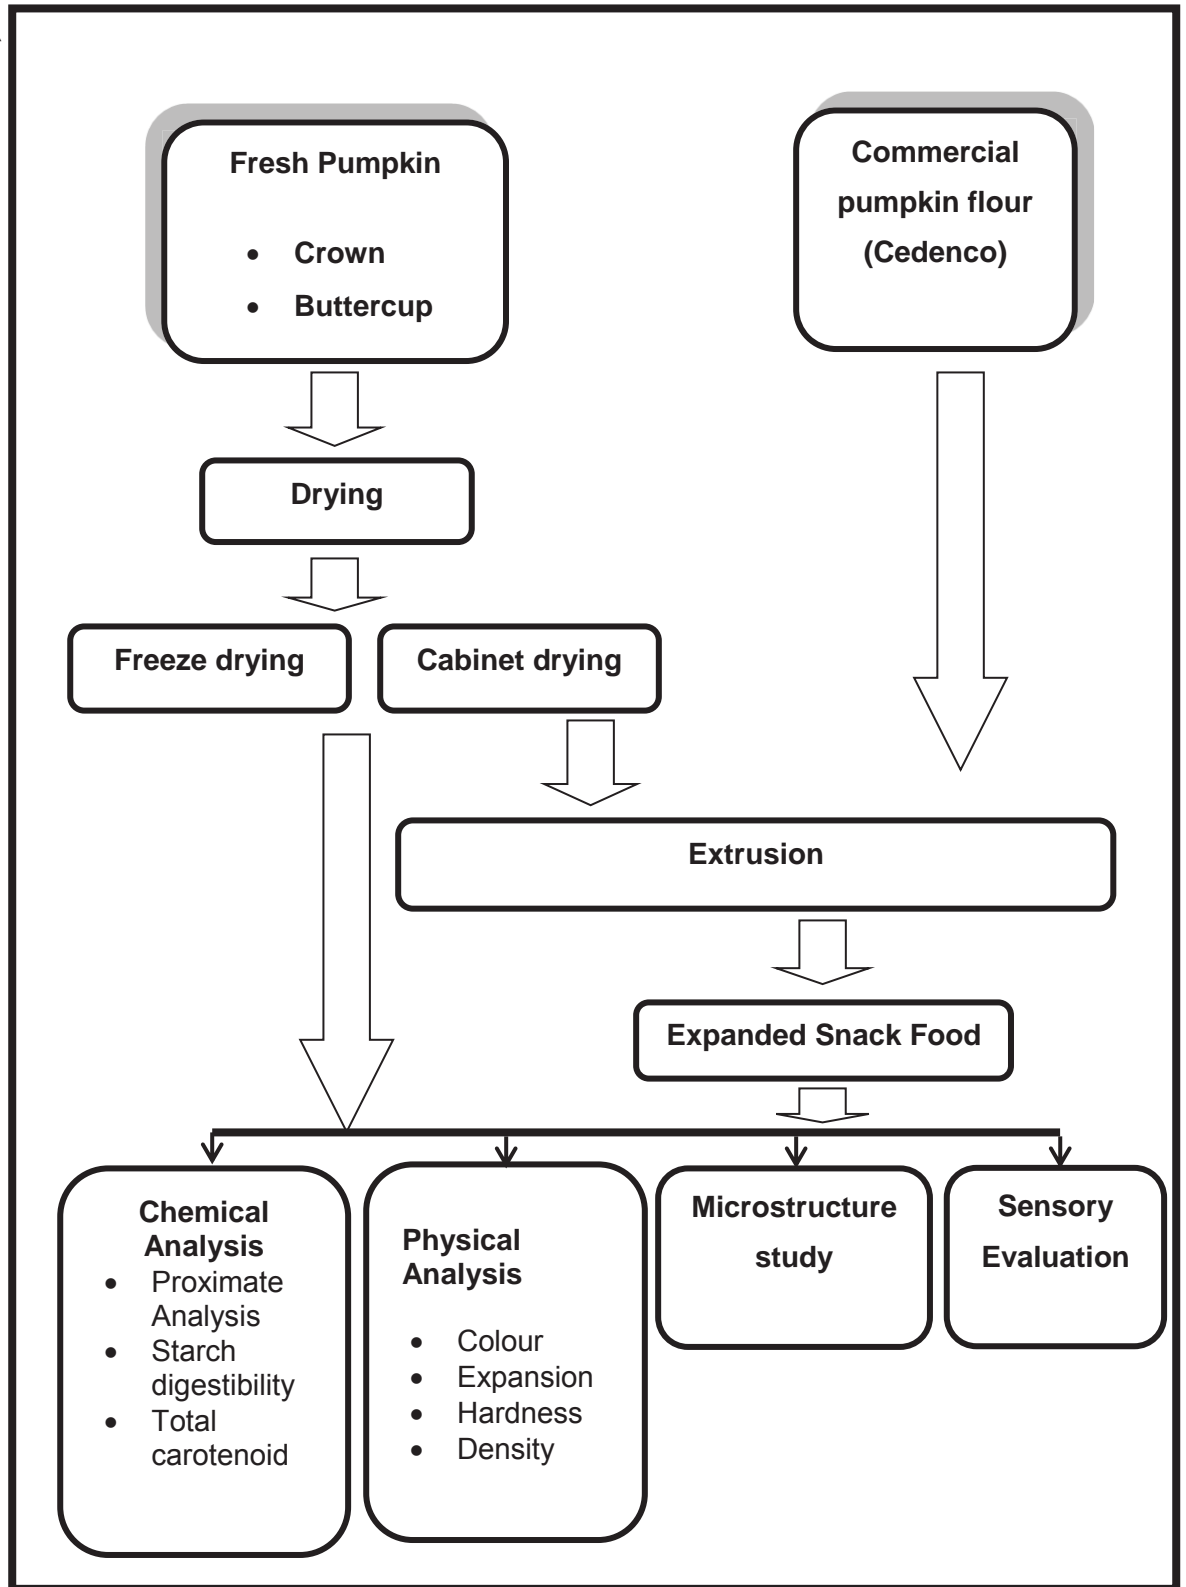 Fresh Pumpkin
• Crown
• Buttercup
Commercial
pumpkin flour
(Cedenco)
Drying
Freeze drying
Cabinet drying
Extrusion
Expanded Snack Food
Chemical
Analysis
• Proximate
Analysis
• Starch
digestibility
• Total
carotenoid
Physical
Analysis
• Colour
• Expansion
• Hardness
• Density
Microstructure
study
Sensory
Evaluation